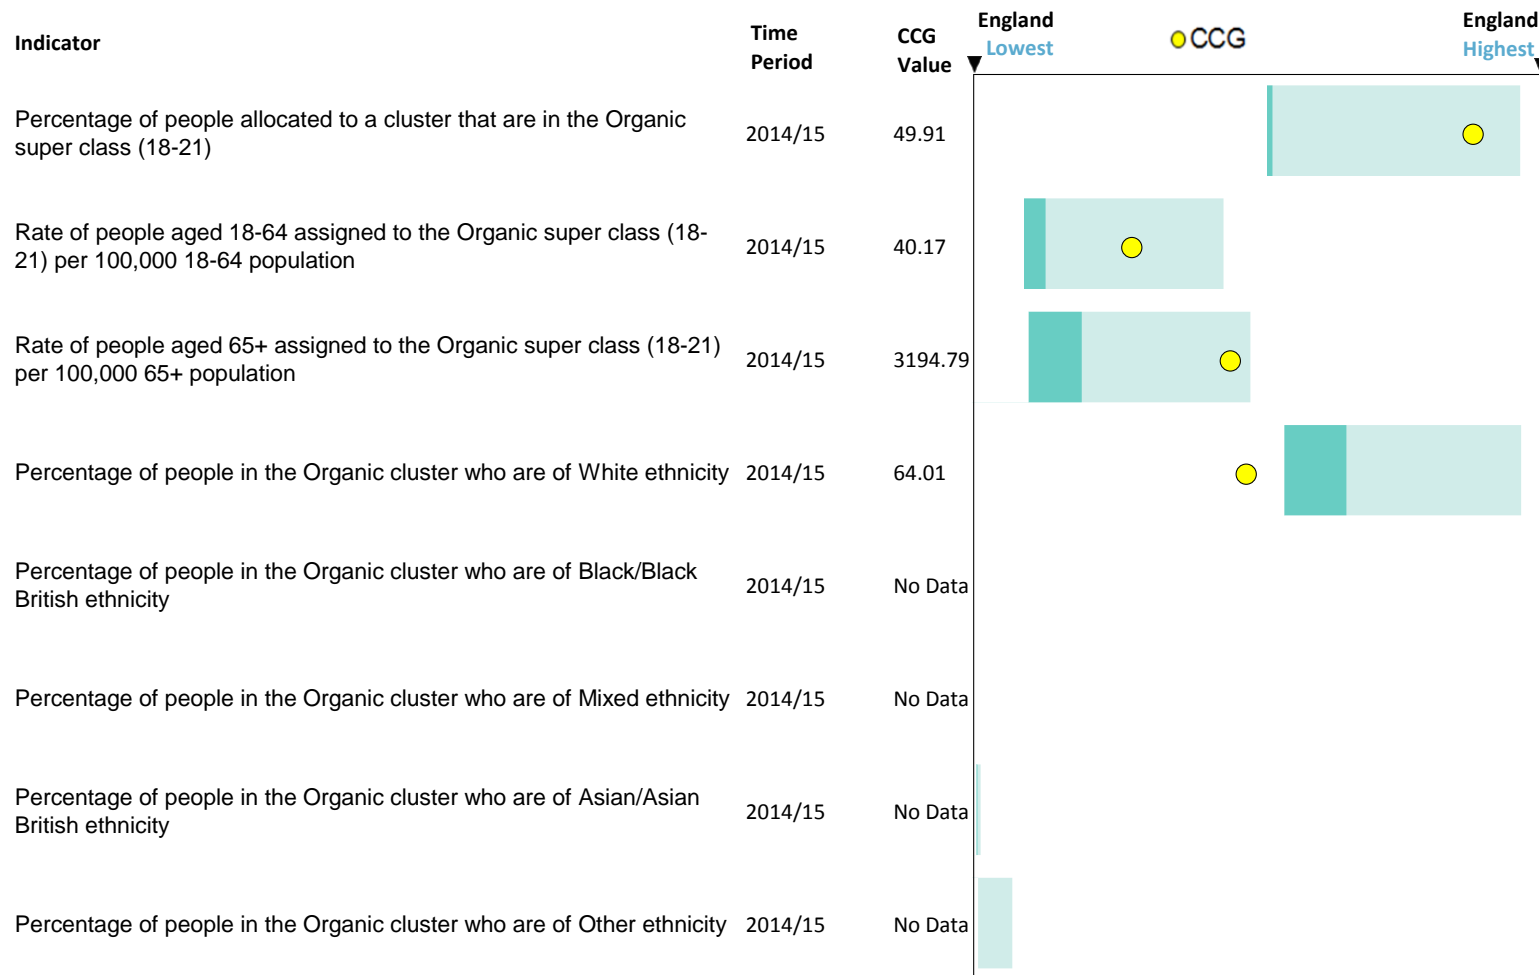 Indicator
Time
Period
CCG
Value
England
Lowest
CCG
England
Highest
Percentage of people allocated to a cluster that are in the Organic
super class (18-21)
2014/15
49.91
Rate of people aged 18-64 assigned to the Organic super class (18-
21) per 100,000 18-64 population
2014/15
40.17
Rate of people aged 65+ assigned to the Organic super class (18-21)
per 100,000 65+ population
2014/15
3194.79
Percentage of people in the Organic cluster who are of White ethnicity
2014/15
64.01
Percentage of people in the Organic cluster who are of Black/Black
British ethnicity
2014/15
No Data
Percentage of people in the Organic cluster who are of Mixed ethnicity
2014/15
No Data
Percentage of people in the Organic cluster who are of Asian/Asian
British ethnicity
2014/15
No Data
Percentage of people in the Organic cluster who are of Other ethnicity
2014/15
No Data